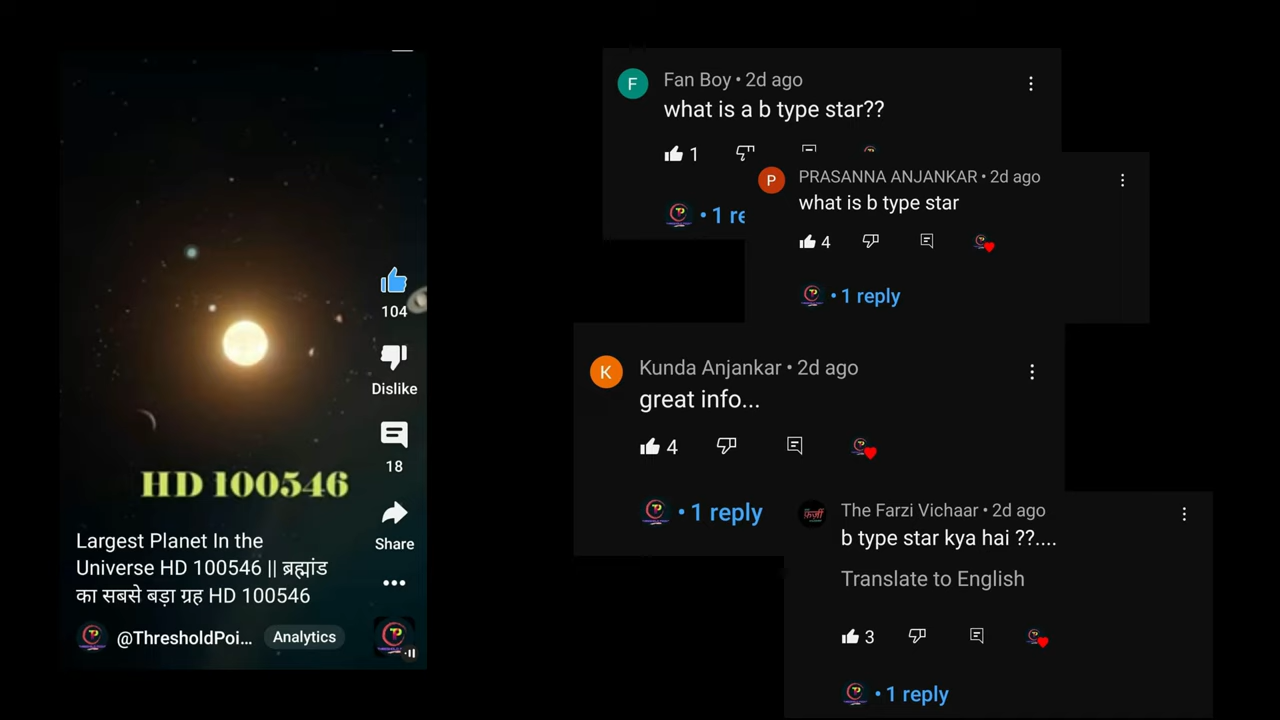 104
Dislike
18
HD 100546
Share
Largest Planet In the
Universe HD 100546 || ब्रह्मांड
का सबसे बड़ा ग्रह HD 100546
@ThresholdPoi... Analytics
F
Fan Boy • 2d ago
what is a b type star??
1
• 1 re
P
PRASANNA ANJANKAR • 2d ago
what is b type star
4
• 1 reply
K
Kunda Anjankar • 2d ago
great info...
4
• 1 reply
The Farzi Vichaar • 2d ago
b type star kya hai ??....
Translate to English
3
• 1 reply